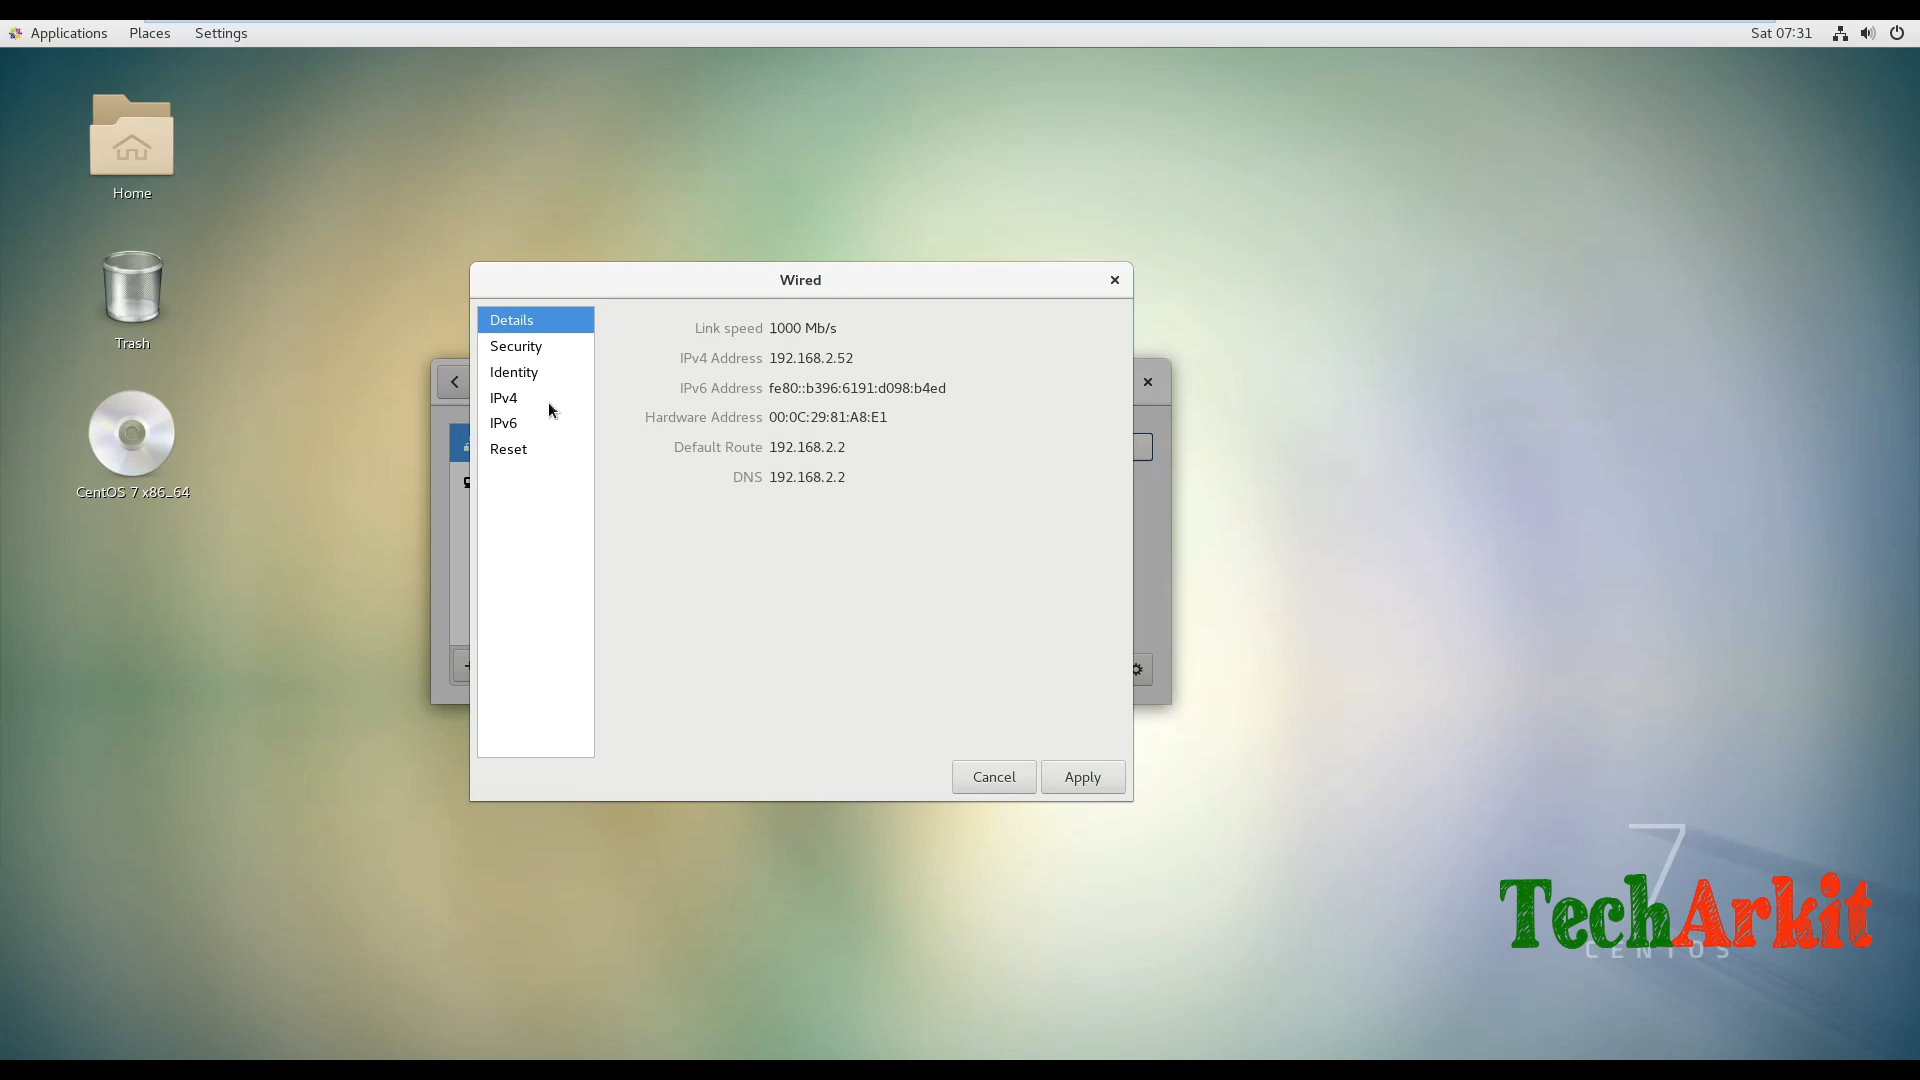 Applications Places Settings Sat 07:31
Home
Trash
CentOS 7 x86_64
Wired
Details
Security
Identity
IPv4
IPv6
Reset
Link speed 1000 Mb/s
IPv4 Address 192.168.2.52
IPv6 Address fe80::b396:6191:d098:b4ed
Hardware Address 00:0C:29:81:A8:E1
Default Route 192.168.2.2
DNS 192.168.2.2
Cancel Apply
7
TechArkit
CENTOS